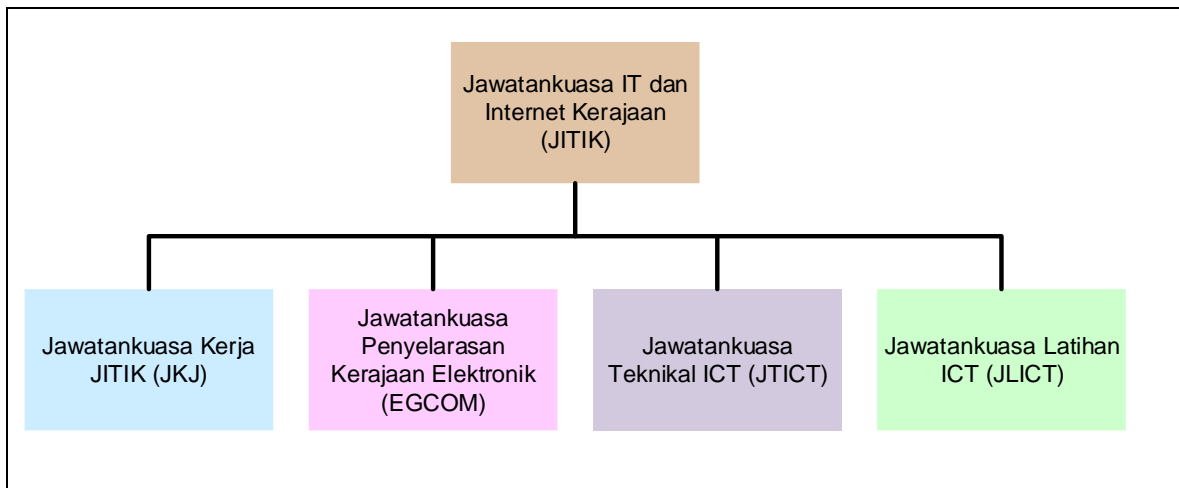 Jawatankuasa IT dan
Internet Kerajaan
(JITIK)
Jawatankuasa Kerja
JITIK (JKJ)
Jawatankuasa
Penyelarasan
Kerajaan Elektronik
(EGCOM)
Jawatankuasa
Teknikal ICT (JTICT)
Jawatankuasa Latihan
ICT (JLICT)